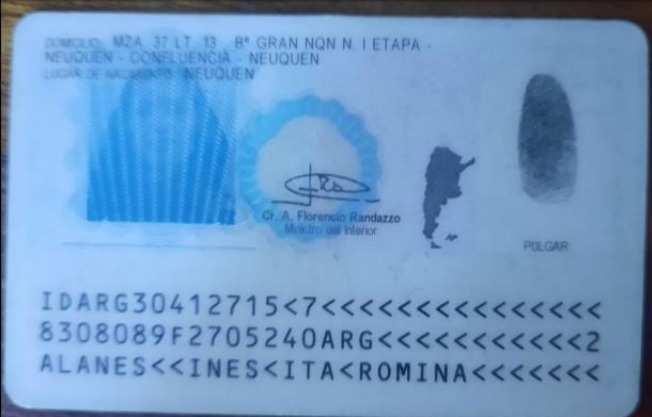 DOMICILIO: MZA. 37 LT. 13 Bº GRAN NQN N. I ETAPA -
NEUQUEN - CONFLUENCIA - NEUQUEN
LUGAR DE NACIMIENTO: NEUQUEN
Cr. A. Florencio Randazzo
Ministro del Interior
PULGAR
IDARG30412715<7<<<<<<<<<<<<<<<
8308089F2705240ARG<<<<<<<<<<<2
ALANES<<INES<ITA<ROMINA<<<<<<<